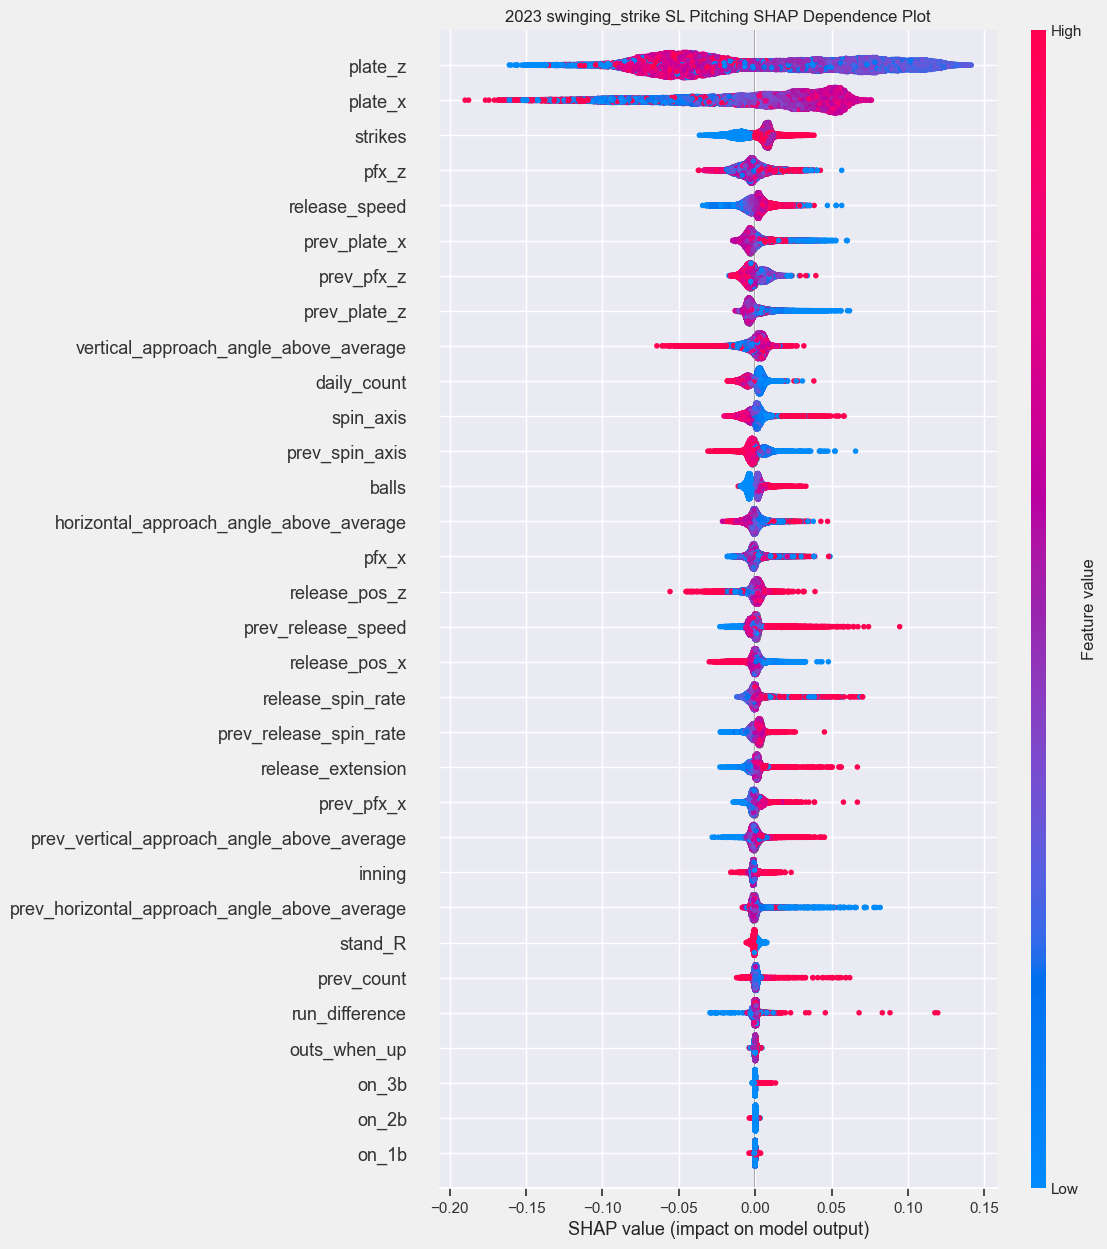 2023 swinging_strike SL Pitching SHAP Dependence Plot
High
plate_z
plate_x
strikes
pfx_z
release_speed
prev_plate_x
prev_pfx_z
prev_plate_z
vertical_approach_angle_above_average
daily_count
spin_axis
prev_spin_axis
balls
horizontal_approach_angle_above_average
pfx_x
release_pos_z
prev_release_speed
release_pos_x
release_spin_rate
prev_release_spin_rate
release_extension
prev_pfx_x
prev_vertical_approach_angle_above_average
inning
prev_horizontal_approach_angle_above_average
stand_R
prev_count
run_difference
outs_when_up
on_3b
on_2b
on_1b
Feature value
Low
−0.20 −0.15 −0.10 −0.05 0.00 0.05 0.10 0.15
SHAP value (impact on model output)